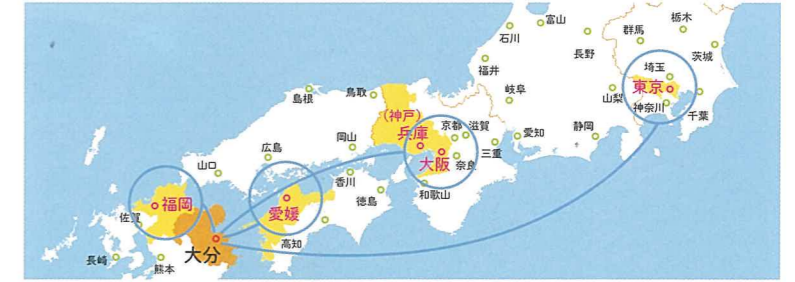 富山
栃木
石川
群馬
長野
茨城
福井
埼玉
東京
鳥取
岐阜
山梨
島根
(神戸)
神奈川
千葉
兵庫
京都
滋賀
愛知
静岡
岡山
広島
大阪
奈良
三重
山口
香川
徳島
和歌山
福岡
愛媛
佐賀
高知
大分
長崎
熊本